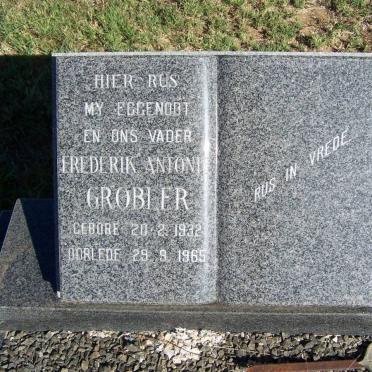 HIER RUS
MY EGGENOOT
EN ONS VADER
FREDERIK ANTONIE
GROBLER
GEBORE 20.2.1932
OORLEDE 29.9.1965
RUS IN VREDE